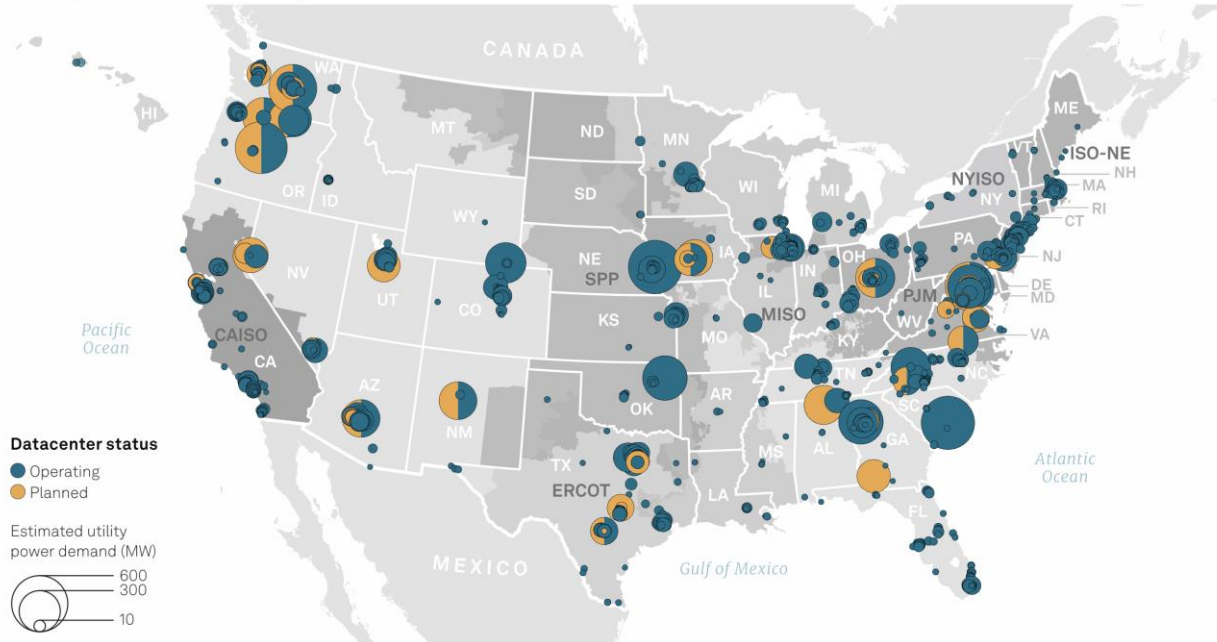 CANADA
WA
HI
MT
ND
MN
ME
VT
ISO-NE
NH
MA
RI
CT
NYISO
NY
WI
MI
SD
OR
ID
WY
PA
NJ
IA
NE
SPP
OH
IN
IL
NV
UT
CO
DE
MD
PJM
WV
VA
MISO
KS
MO
KY
Pacific
Ocean
CAISO
CA
TN
NC
AZ
NM
OK
AR
SC
Datacenter status
Operating
Planned
TX
ERCOT
MS
AL
GA
LA
Atlantic
Ocean
FL
Estimated utility
power demand (MW)
600
300
10
MEXICO
Gulf of Mexico